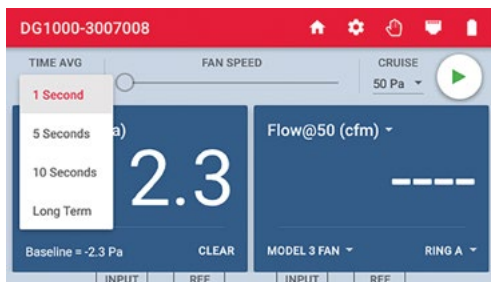 DG1000-3007008
TIME AVG
FAN SPEED
CRUISE
50 Pa
1 Second
5 Seconds
10 Seconds
Long Term
a)
2.3
Baseline = -2.3 Pa
CLEAR
Flow@50 (cfm)
----
MODEL 3 FAN
RING A
INPUT
REF
INPUT
REF